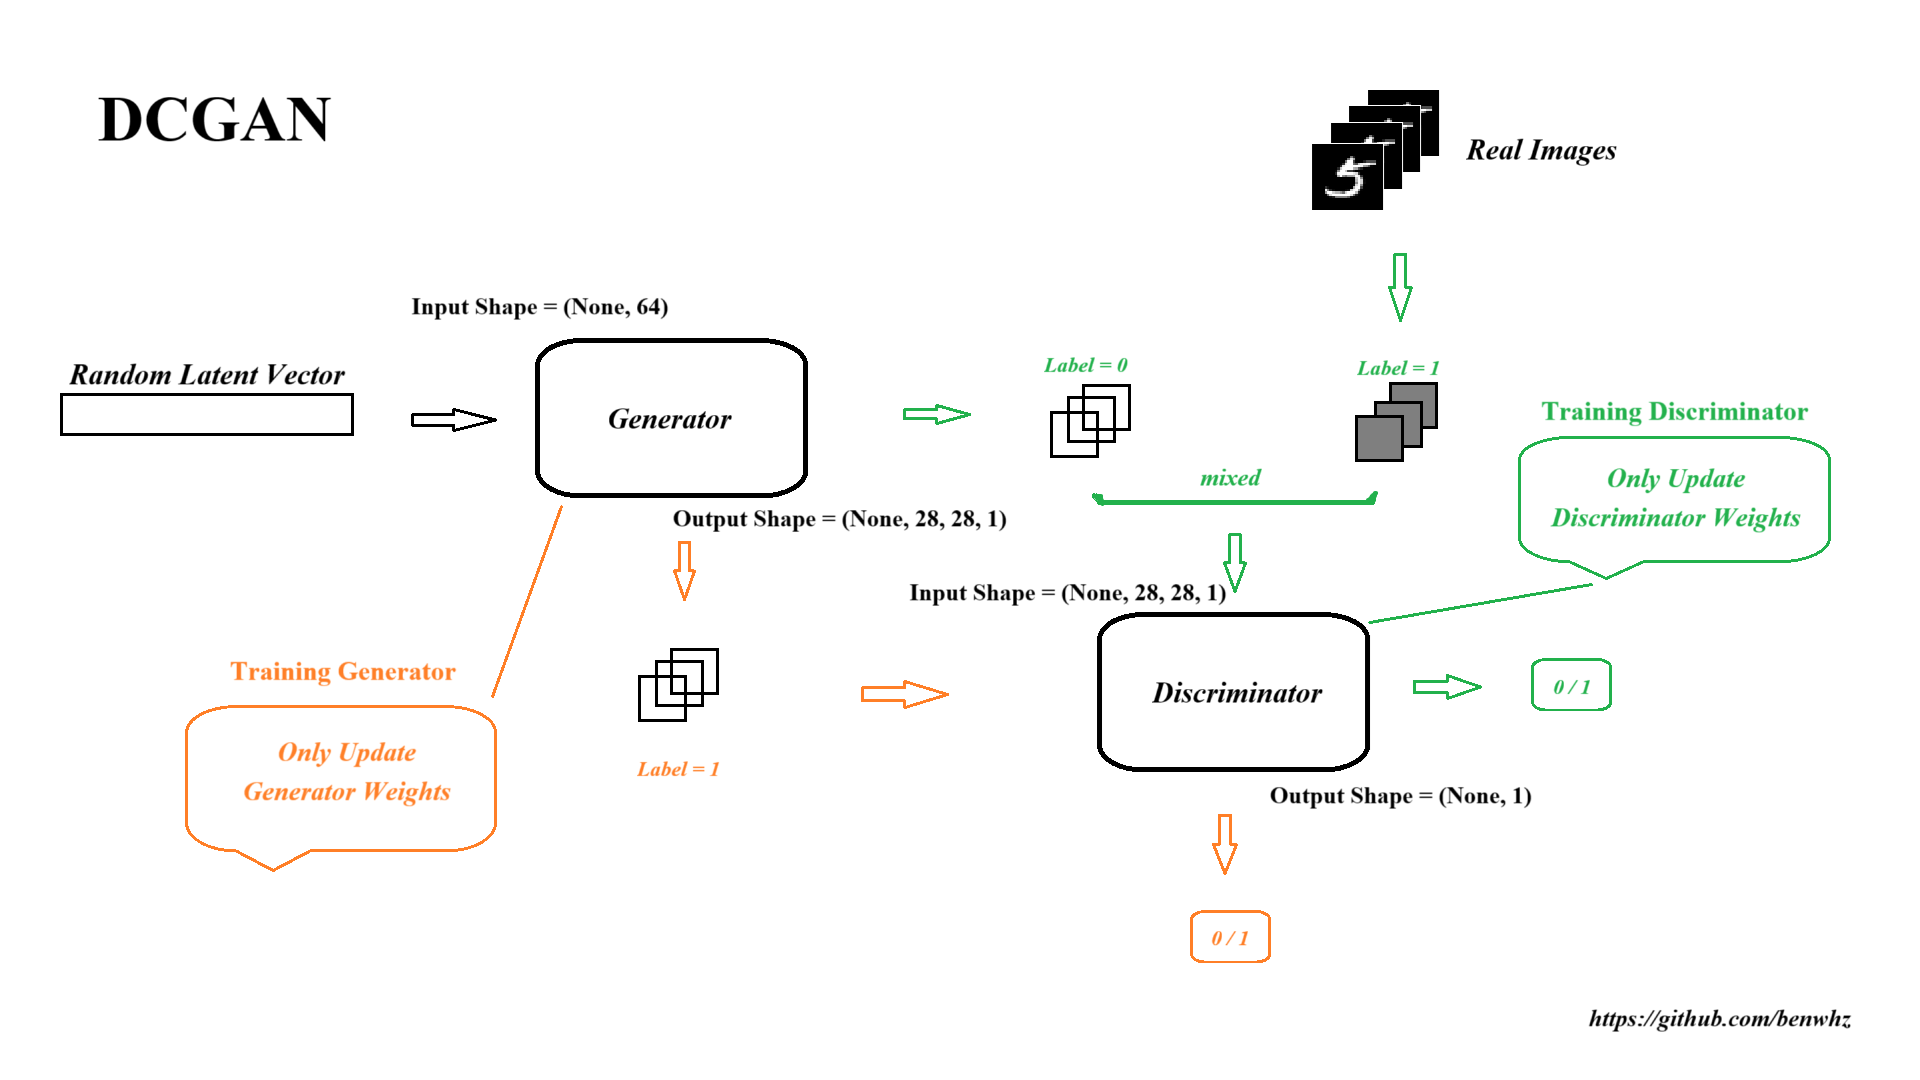 DCGAN
Real Images
Input Shape = (None, 64)
Random Latent Vector
Generator
Label = 0
Label = 1
mixed
Training Discriminator
Only Update
Discriminator Weights
Output Shape = (None, 28, 28, 1)
Input Shape = (None, 28, 28, 1)
Training Generator
Only Update
Generator Weights
Label = 1
Discriminator
0 / 1
Output Shape = (None, 1)
0 / 1
https://github.com/benwhz
5